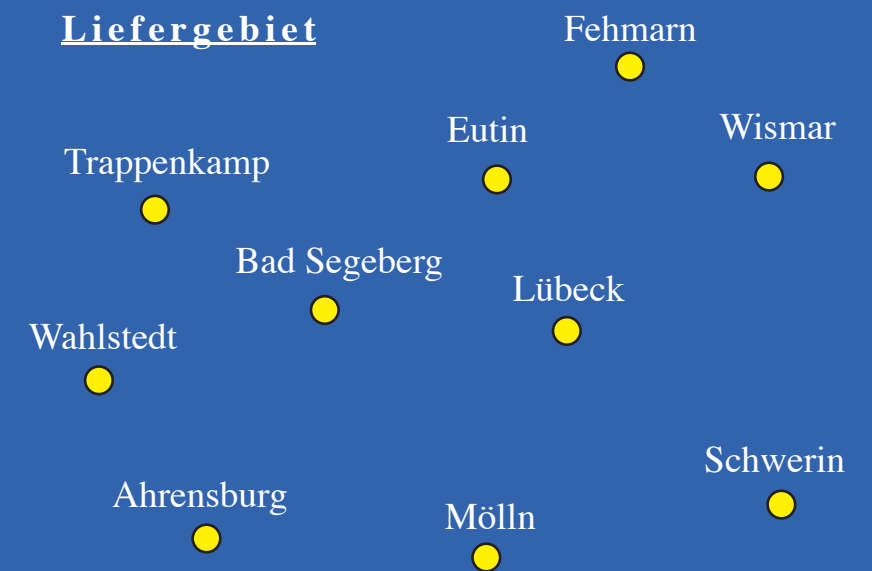 Liefergebiet
Fehmarn
Eutin
Wismar
Trappenkamp
Bad Segeberg
Lübeck
Wahlstedt
Schwerin
Ahrensburg
Mölln